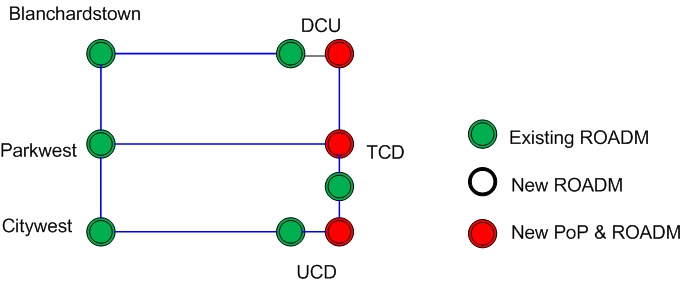 Blanchardstown
DCU
Parkwest
TCD
Existing ROADM
New ROADM
Citywest
New PoP & ROADM
UCD